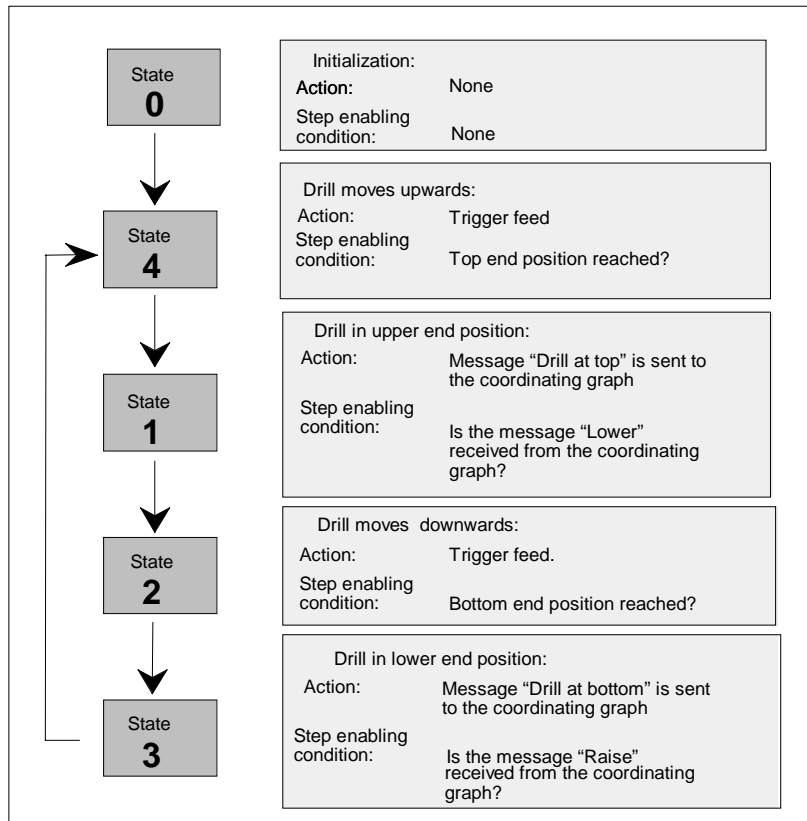 State
0
Initialization:
Action: None
Step enabling
condition: None
State
4
Drill moves upwards:
Action: Trigger feed
Step enabling
condition: Top end position reached?
State
1
Drill in upper end position:
Action: Message “Drill at top” is sent to
the coordinating graph
Step enabling
condition: Is the message “Lower”
received from the coordinating
graph?
State
2
Drill moves downwards:
Action: Trigger feed.
Step enabling
condition: Bottom end position reached?
State
3
Drill in lower end position:
Action: Message “Drill at bottom” is sent
to the coordinating graph
Step enabling
condition: Is the message “Raise”
received from the coordinating
graph?